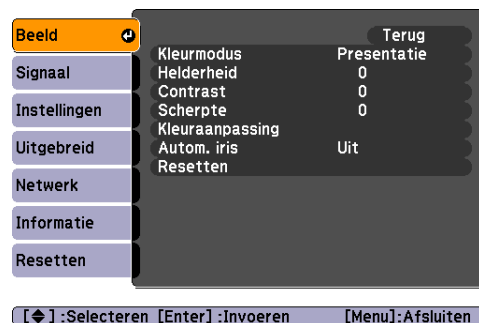 Beeld
Signaal
Instellingen
Uitgebreid
Netwerk
Informatie
Resetten
Terug
Kleurmodus Presentatie
Helderheid 0
Contrast 0
Scherpte 0
Kleuraanpassing
Autom. iris Uit
Resetten
[◆] :Selecteren [Enter] :Invoeren [Menu]:Afsluiten